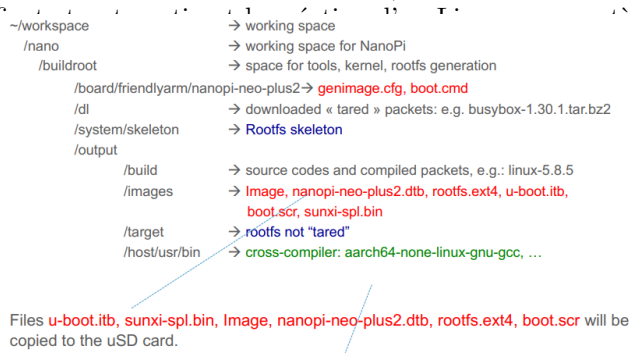 ~/workspace → working space
/nano → working space for NanoPi
/buildroot → space for tools, kernel, rootfs generation
/board/friendlyarm/nanopi-neo-plus2→ genimage.cfg, boot.cmd
/dl → downloaded « tared » packets: e.g. busybox-1.30.1.tar.bz2
/system/skeleton → Rootfs skeleton
/output
/build → source codes and compiled packets, e.g.: linux-5.8.5
/images → Image, nanopi-neo-plus2.dtb, rootfs.ext4, u-boot.itb,
boot.scr, sunxi-spl.bin
/target → rootfs not “tared”
/host/usr/bin → cross-compiler: aarch64-none-linux-gnu-gcc, …
Files u-boot.itb, sunxi-spl.bin, Image, nanopi-neo-plus2.dtb, rootfs.ext4, boot.scr will be
copied to the uSD card.